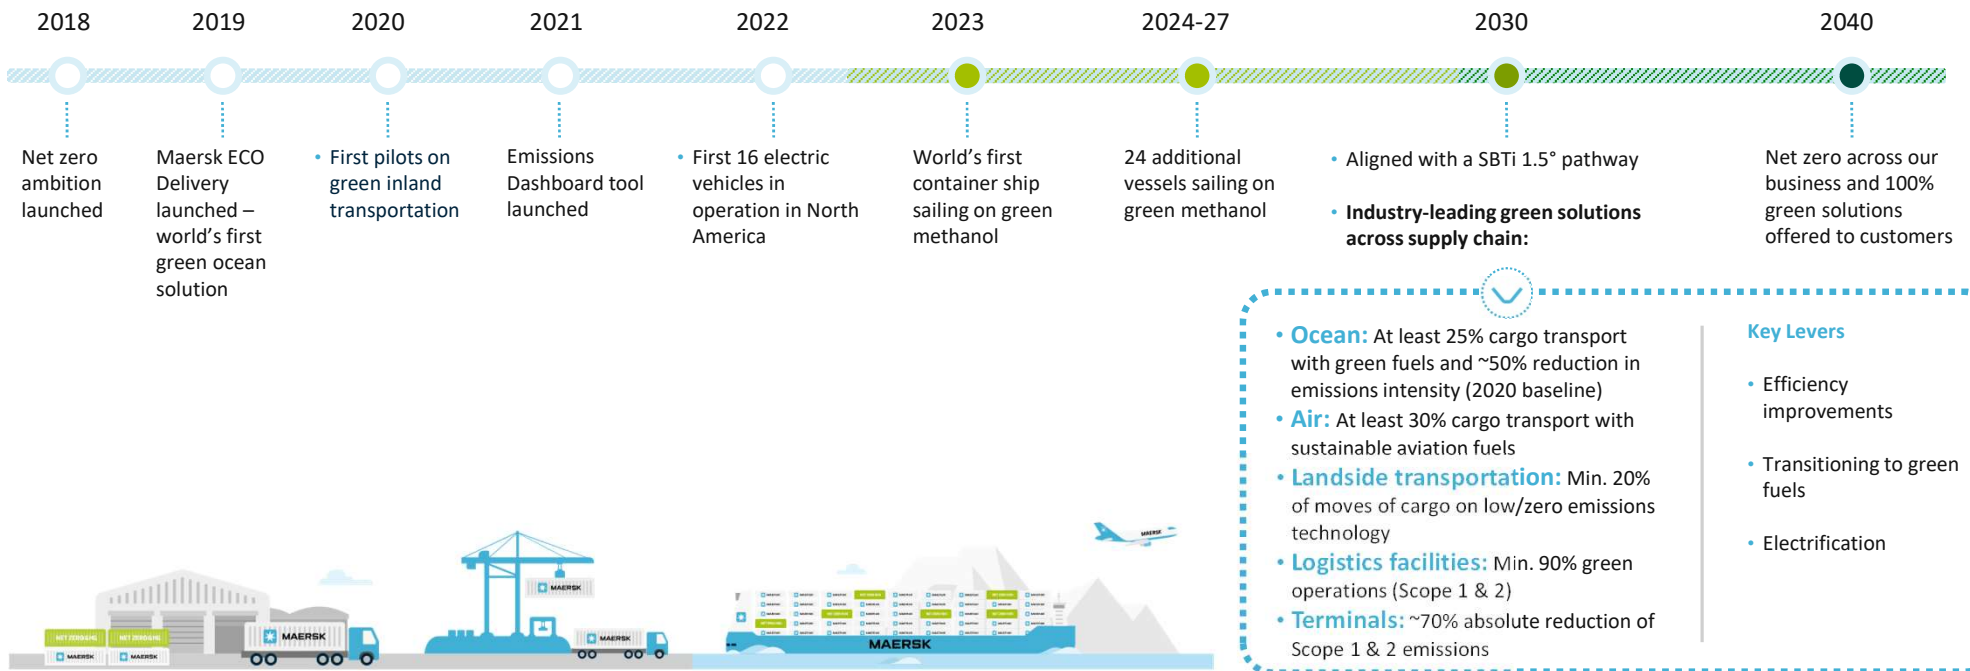 2018
2019
2020
2021
2022
2023
2024-27
2030
2040
Net zero
ambition
launched
Maersk ECO
Delivery
launched –
world's first
green ocean
solution
• First pilots on
green inland
transportation
Emissions
Dashboard tool
launched
• First 16 electric
vehicles in
operation in North
America
World's first
container ship
sailing on green
methanol
24 additional
vessels sailing on
green methanol
• Aligned with a SBTi 1.5° pathway
• Industry-leading green solutions
across supply chain:
Net zero across our
business and 100%
green solutions
offered to customers
• Ocean: At least 25% cargo transport
with green fuels and ~50% reduction in
emissions intensity (2020 baseline)
• Air: At least 30% cargo transport with
sustainable aviation fuels
• Landside transportation: Min. 20%
of moves of cargo on low/zero emissions
technology
• Logistics facilities: Min. 90% green
operations (Scope 1 & 2)
• Terminals: ~70% absolute reduction of
Scope 1 & 2 emissions
Key Levers
• Efficiency
improvements
• Transitioning to green
fuels
• Electrification
MAERSK
MAERSK
MAERSK
MAERSK
MAERSK
MAERSK
MAERSK